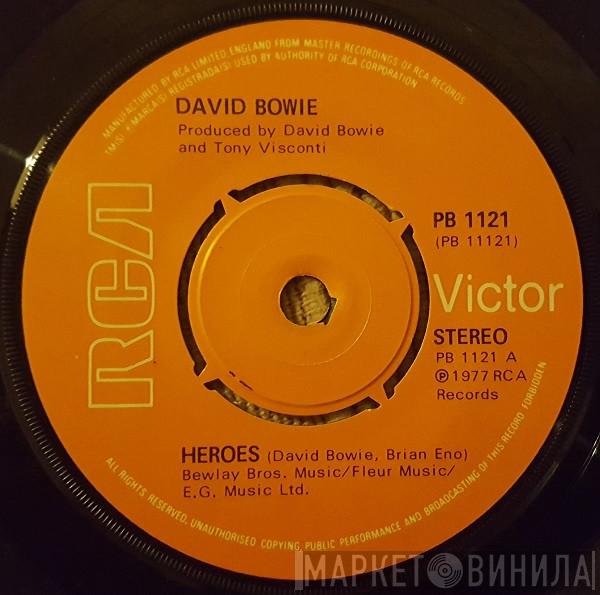 MANUFACTURED BY RCA LIMITED, ENGLAND FROM MASTER RECORDINGS OF RCA RECORDS
TM(S) ® MARCA(S) REGISTRADA(S) USED BY AUTHORITY OF RCA CORPORATION
DAVID BOWIE
Produced by David Bowie
and Tony Visconti
RCA
PB 1121
(PB 11121)
Victor
STEREO
PB 1121 A
Ⓟ1977 RCA
Records
HEROES (David Bowie, Brian Eno)
Bewlay Bros. Music/Fleur Music/
E.G. Music Ltd.
ALL RIGHTS RESERVED, UNAUTHORISED COPYING PUBLIC PERFORMANCE AND BROADCASTING OF THIS RECORD FORBIDDEN
МАРКЕТ ВИНИЛА